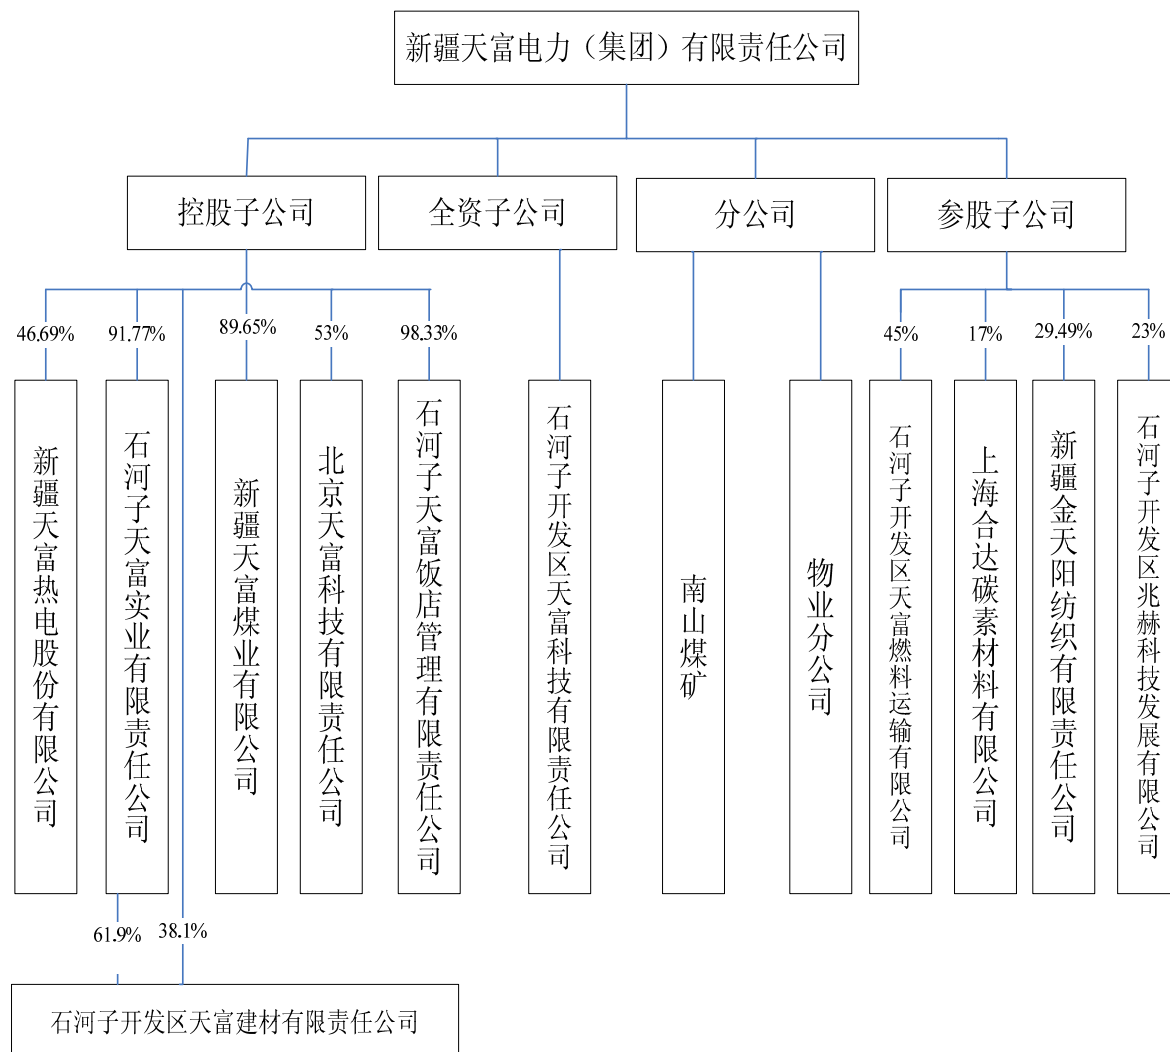 新疆天富电力（集团）有限责任公司
控股子公司
全资子公司
分公司
参股子公司
46.69%
91.77%
89.65%
53%
98.33%
45%
17%
29.49%
23%
新疆天富热电股份有限公司
石河子天富实业有限责任公司
新疆天富煤业有限公司
北京天富科技有限责任公司
石河子天富饭店管理有限责任公司
石河子开发区天富科技有限责任公司
南山煤矿
物业分公司
石河子开发区天富燃料运输有限公司
上海合达碳素材料有限公司
新疆金天阳纺织有限责任公司
石河子开发区兆赫科技发展有限公司
61.9%
38.1%
石河子开发区天富建材有限责任公司